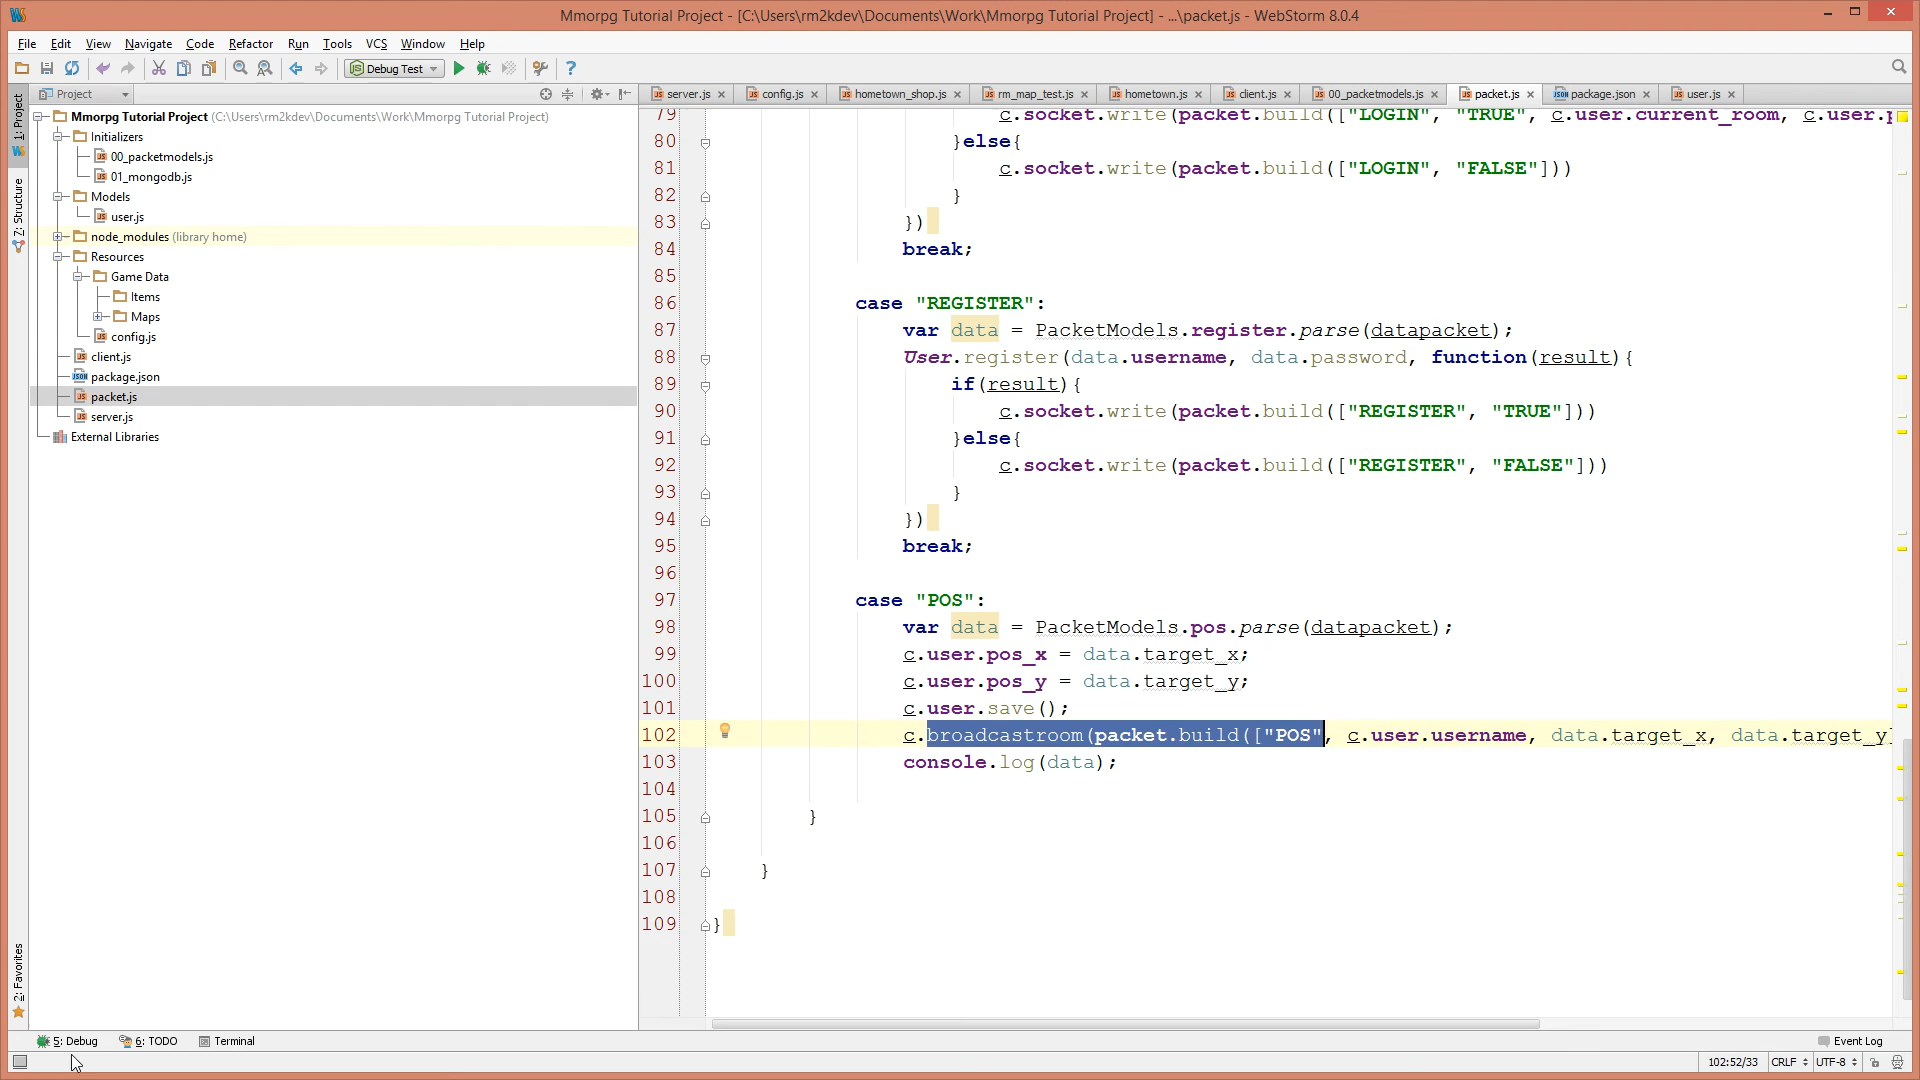 Mmorpg Tutorial Project - [C:\Users\rm2kdev\Documents\Work\Mmorpg Tutorial Project] - ...\packet.js - WebStorm 8.0.4
File Edit View Navigate Code Refactor Run Tools VCS Window Help
Debug Test
Project
server.js config.js hometown_shop.js rm_map_test.js hometown.js client.js 00_packetmodels.js packet.js package.json user.js
1: Project
7: Structure
2: Favorites
Mmorpg Tutorial Project (C:\Users\rm2kdev\Documents\Work\Mmorpg Tutorial Project)
Initializers
00_packetmodels.js
01_mongodb.js
Models
user.js
node_modules (library home)
Resources
Game Data
Items
Maps
config.js
client.js
package.json
packet.js
server.js
External Libraries
79 c.socket.write(packet.build(["LOGIN", "TRUE", c.user.current_room, c.user.p
80 }else{
81 c.socket.write(packet.build(["LOGIN", "FALSE"]))
82 }
83 })
84 break;
85
86 case "REGISTER":
87 var data = PacketModels.register.parse(datapacket);
88 User.register(data.username, data.password, function(result){
89 if(result){
90 c.socket.write(packet.build(["REGISTER", "TRUE"]))
91 }else{
92 c.socket.write(packet.build(["REGISTER", "FALSE"]))
93 }
94 })
95 break;
96
97 case "POS":
98 var data = PacketModels.pos.parse(datapacket);
99 c.user.pos_x = data.target_x;
100 c.user.pos_y = data.target_y;
101 c.user.save();
102 c.broadcastroom(packet.build(["POS", c.user.username, data.target_x, data.target_y]
103 console.log(data);
104
105 }
106
107 }
108
109 }
5: Debug 6: TODO Terminal Event Log
102:52/33 CRLF UTF-8